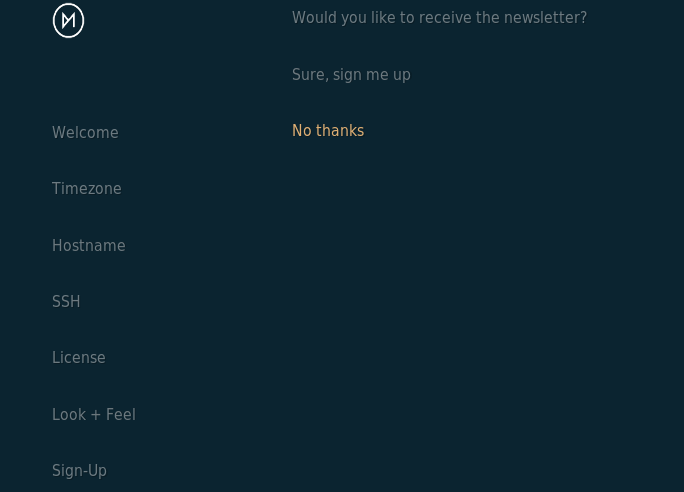 Would you like to receive the newsletter?
Sure, sign me up
No thanks
Welcome
Timezone
Hostname
SSH
License
Look + Feel
Sign-Up